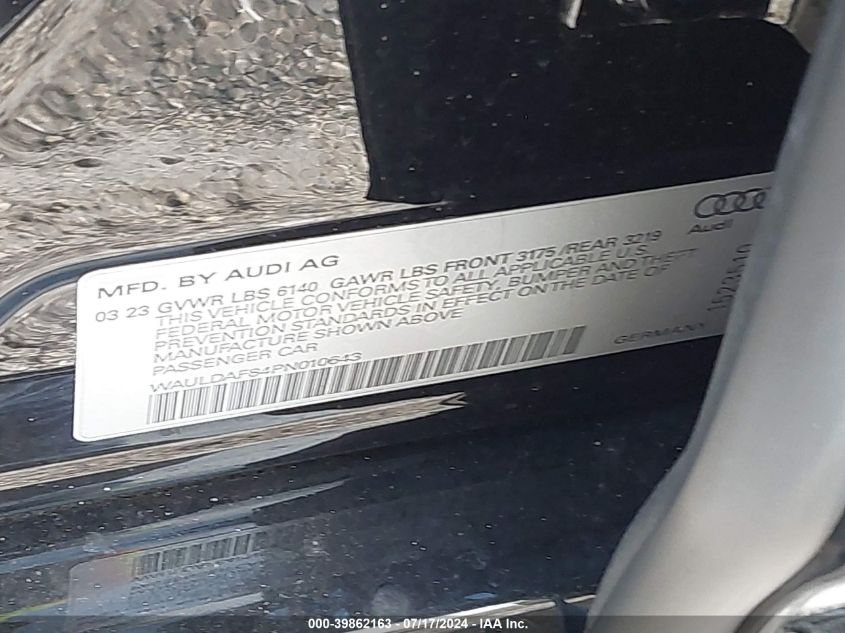 MFD. BY AUDI AG
03 23 GVWR LBS 6140 GAWR LBS FRONT 3175 /REAR 3219
THIS VEHICLE CONFORMS TO ALL APPLICABLE U.S.
FEDERAL MOTOR VEHICLE SAFETY, BUMPER AND THEFT
PREVENTION STANDARDS IN EFFECT ON THE DATE OF
MANUFACTURE SHOWN ABOVE
PASSENGER CAR
WAULDAFS4PN010643
GERMANY
Audi
1523510
000-39862163 - 07/17/2024 - IAA Inc.